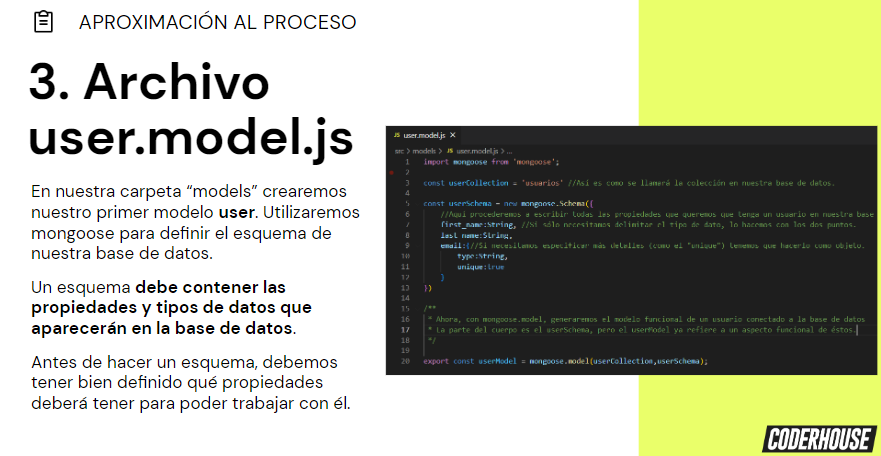 APROXIMACIÓN AL PROCESO
3. Archivo
user.model.js
En nuestra carpeta “models” crearemos
nuestro primer modelo user. Utilizaremos
mongoose para definir el esquema de
nuestra base de datos.
Un esquema debe contener las
propiedades y tipos de datos que
aparecerán en la base de datos.
Antes de hacer un esquema, debemos
tener bien definido qué propiedades
deberá tener para poder trabajar con él.
JS user.model.js ×
src > models > JS user.model.js > ...
1 import mongoose from 'mongoose';
2
3 const userCollection = 'usuarios' //Asi es como se llamará la colección en nuestra base de datos.
4
5 const userSchema = new mongoose.Schema({
6 //Aquí procederemos a escribir todas las propiedades que queremos que tenga un usuario en nuestra base
7 first_name:String, //Si sólo necesitamos delimitar el tipo de dato, lo hacemos con los dos puntos.
8 last_name:String,
9 email:{//Si necesitamos especificar más detalles (como el "unique") tenemos que hacerlo como objeto.
10 type:String,
11 unique:true
12 }
13 })
14
15 /**
16 * Ahora, con mongoose.model, generaremos el modelo funcional de un usuario conectado a la base de datos
17 * La parte del cuerpo es el userSchema, pero el userModel ya refiere a un aspecto funcional de éstos.
18 */
19
20 export const userModel = mongoose.model(userCollection,userSchema);
CODERHOUSE